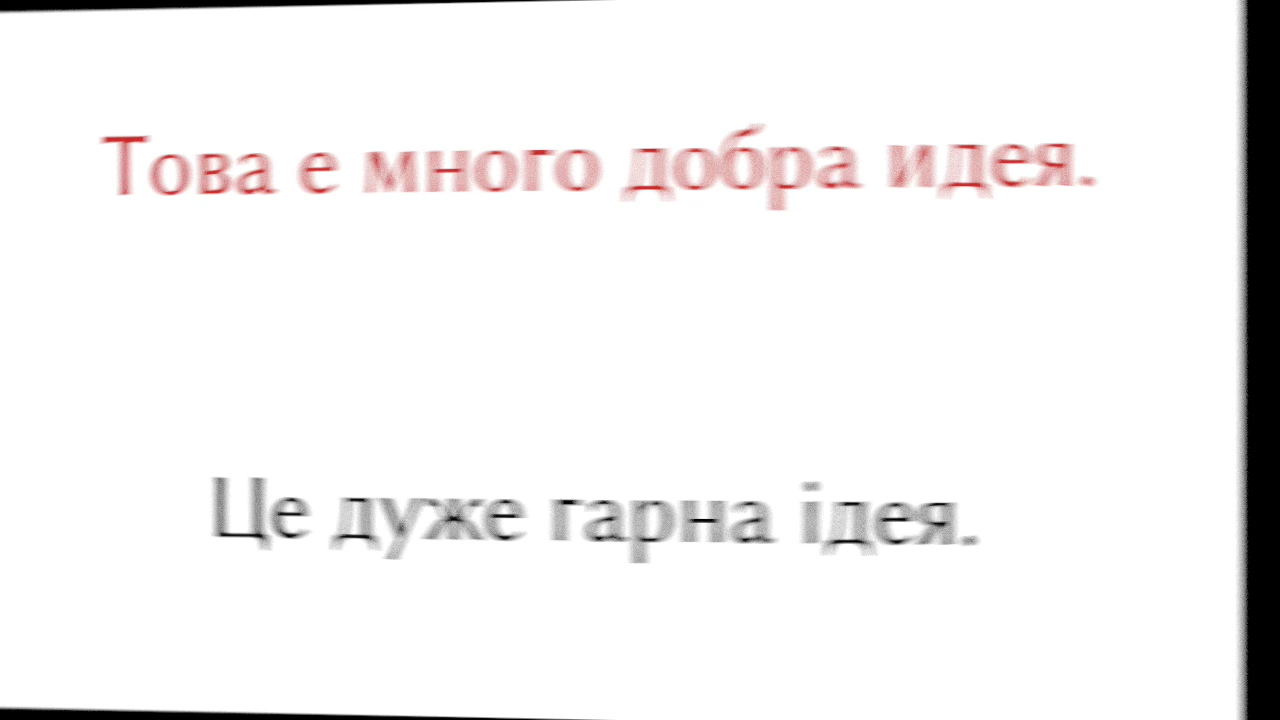 Това е много добра идея.
Це дуже гарна ідея.